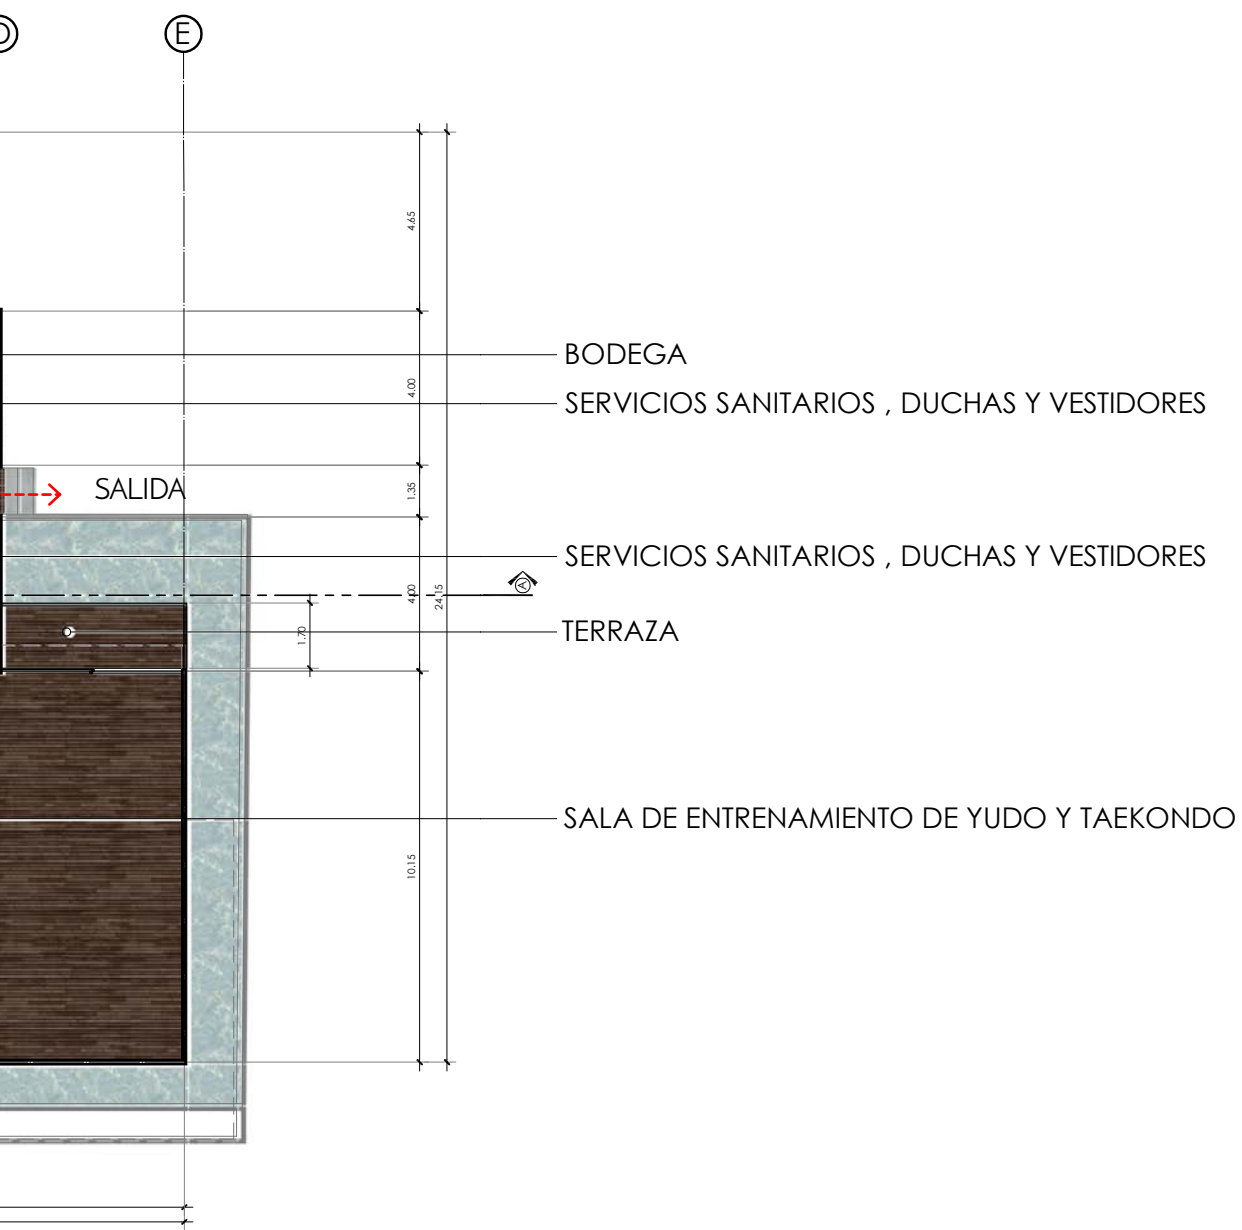 E
4.65
BODEGA
4.00
SERVICIOS SANITARIOS , DUCHAS Y VESTIDORES
SALIDA
1.35
SERVICIOS SANITARIOS , DUCHAS Y VESTIDORES
A
4.00
24.15
1.70
TERRAZA
SALA DE ENTRENAMIENTO DE YUDO Y TAEKONDO
10.15